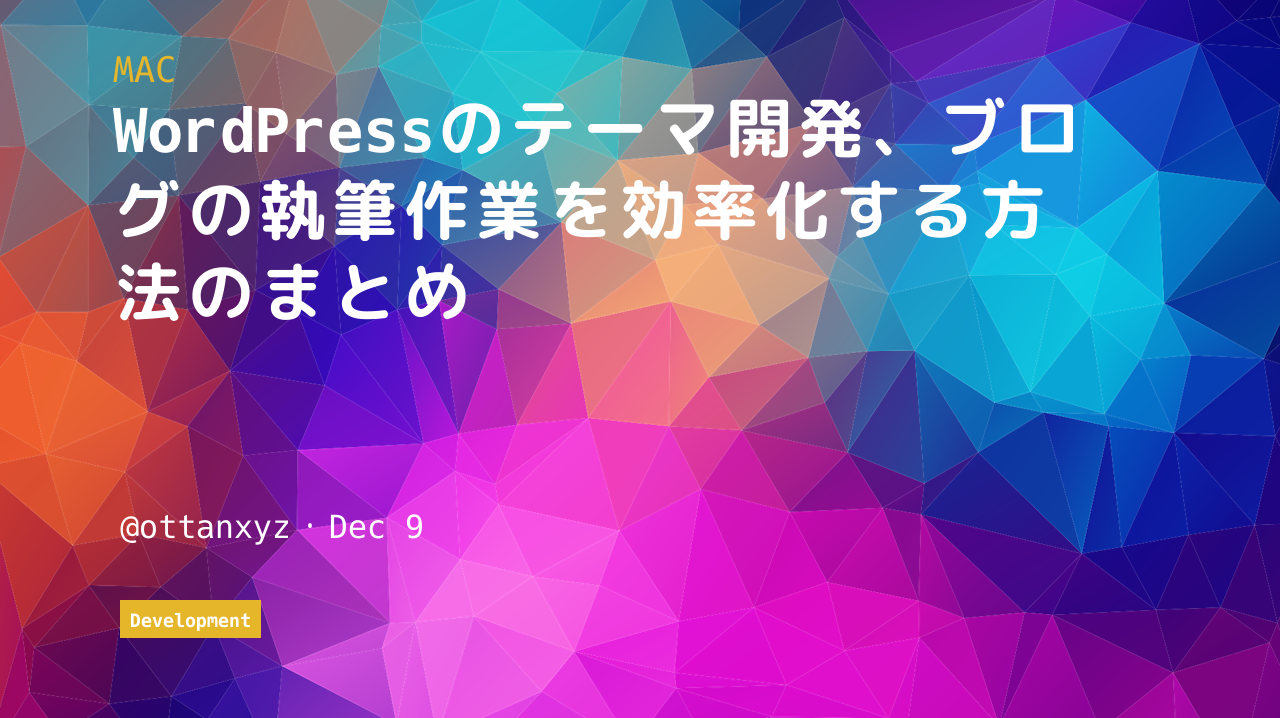 MAC
WordPressのテーマ開発、ブロ
グの執筆作業を効率化する方
法のまとめ
@ottanxyz・Dec 9
Development